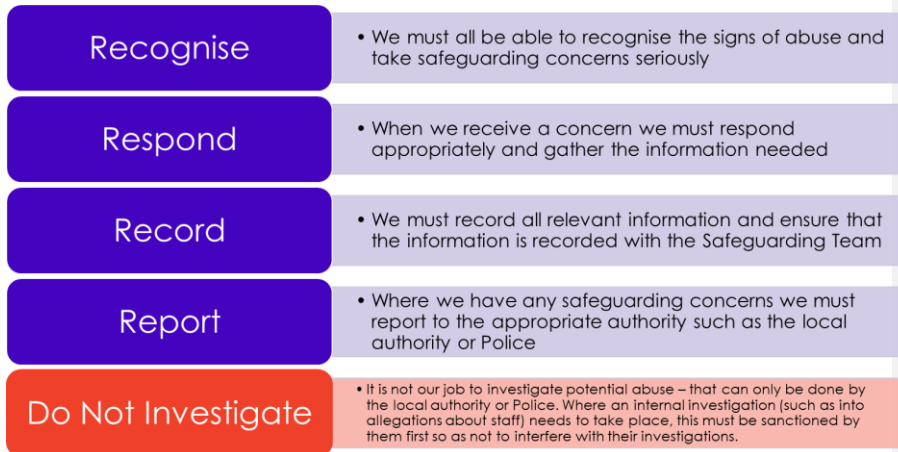 Recognise
• We must all be able to recognise the signs of abuse and
take safeguarding concerns seriously
Respond
• When we receive a concern we must respond
appropriately and gather the information needed
Record
• We must record all relevant information and ensure that
the information is recorded with the Safeguarding Team
Report
• Where we have any safeguarding concerns we must
report to the appropriate authority such as the local
authority or Police
Do Not Investigate
• It is not our job to investigate potential abuse – that can only be done by
the local authority or Police. Where an internal investigation (such as into
allegations about staff) needs to take place, this must be sanctioned by
them first so as not to interfere with their investigations.